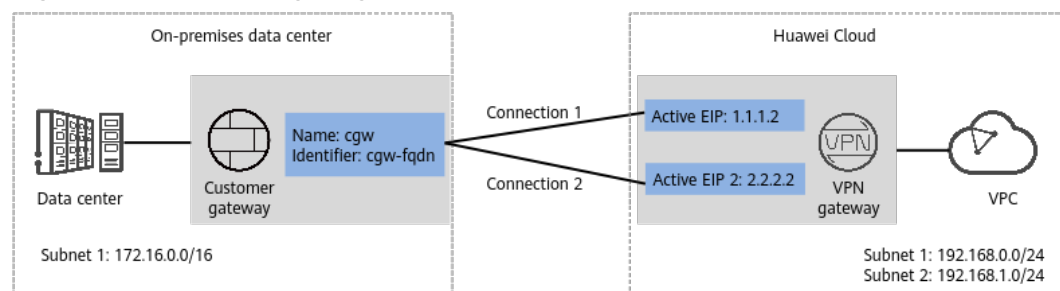 On-premises data center
Huawei Cloud
Connection 1
Active EIP: 1.1.1.2
Name: cgw
Identifier: cgw-fqdn
VPN
Connection 2
Active EIP 2: 2.2.2.2
Data center
Customer
gateway
VPN
gateway
VPC
Subnet 1: 172.16.0.0/16
Subnet 1: 192.168.0.0/24
Subnet 2: 192.168.1.0/24